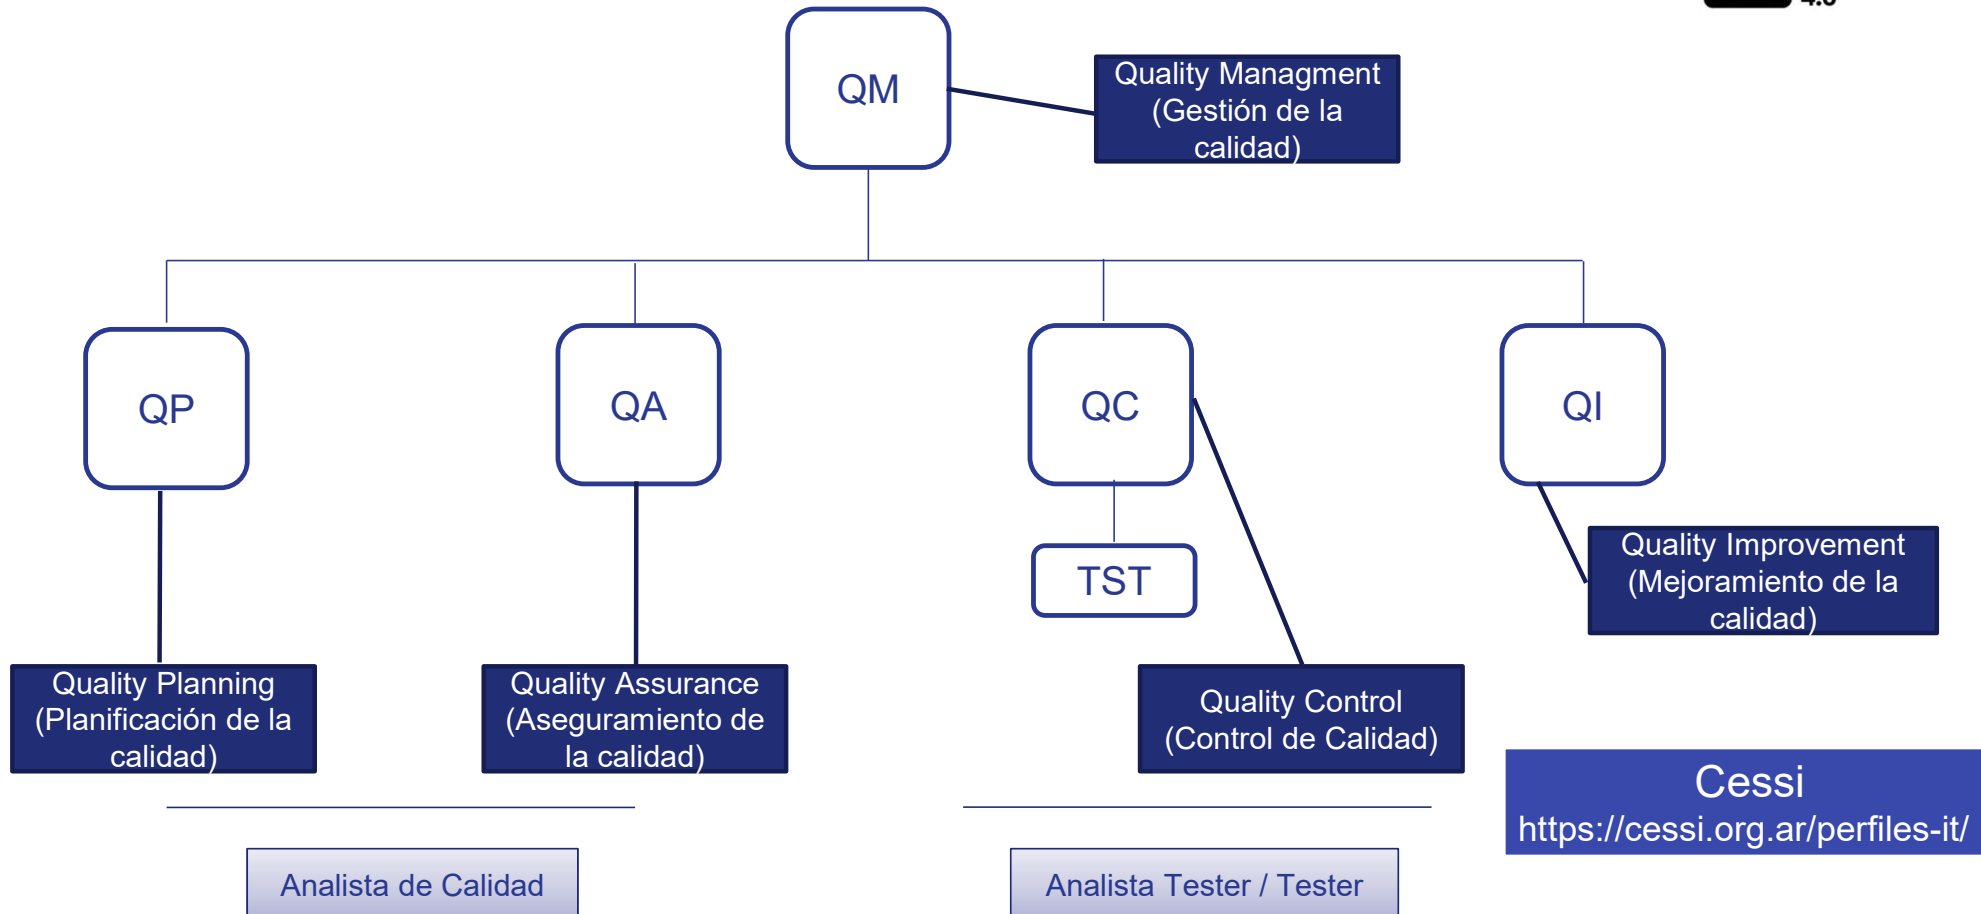 QM
Quality Managment
(Gestión de la
calidad)
QP
QA
QC
QI
TST
Quality Improvement
(Mejoramiento de la
calidad)
Quality Planning
(Planificación de la
calidad)
Quality Assurance
(Aseguramiento de
la calidad)
Quality Control
(Control de Calidad)
Cessi
https://cessi.org.ar/perfiles-it/
Analista de Calidad
Analista Tester / Tester